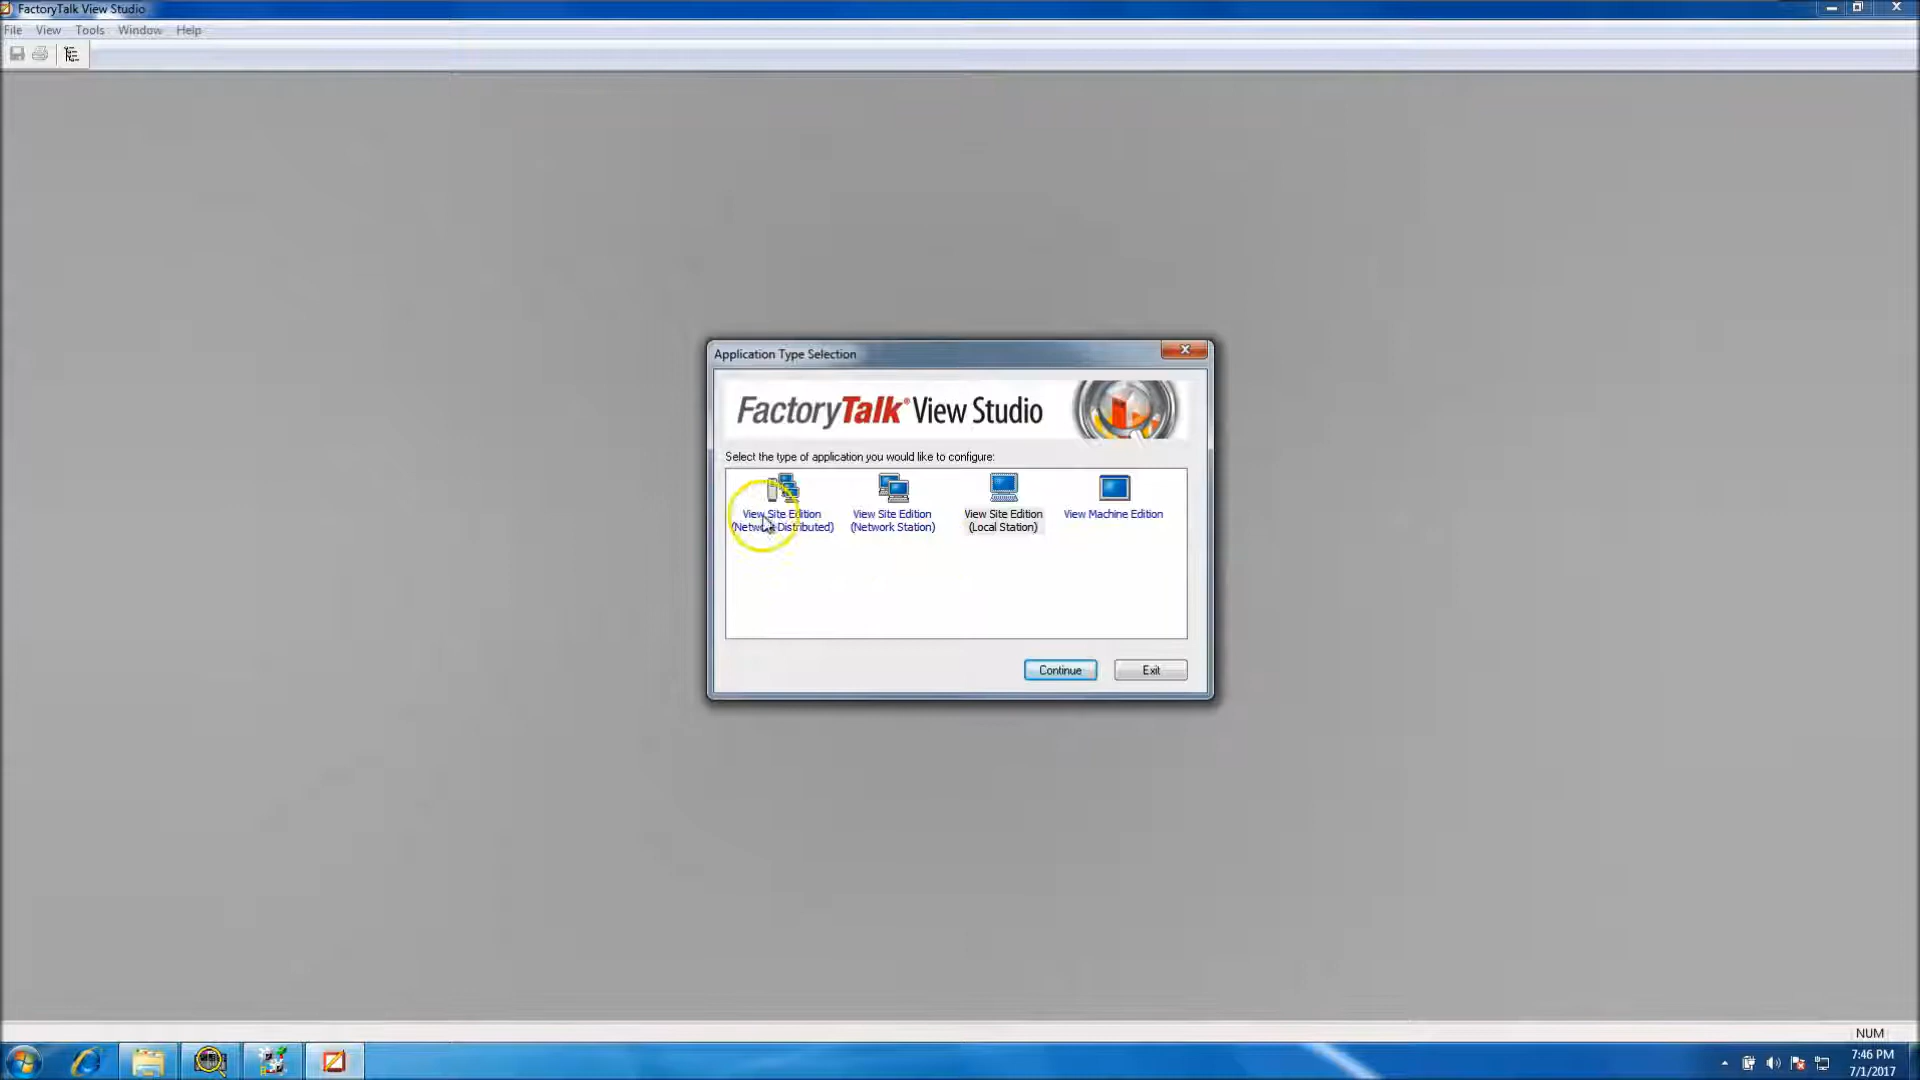 FactoryTalk View Studio
File View Tools Window Help
Application Type Selection
FactoryTalk® View Studio
Select the type of application you would like to configure:
View Site Edition
(Network Distributed)
View Site Edition
(Network Station)
View Site Edition
(Local Station)
View Machine Edition
Continue Exit
NUM
7:46 PM
7/1/2017